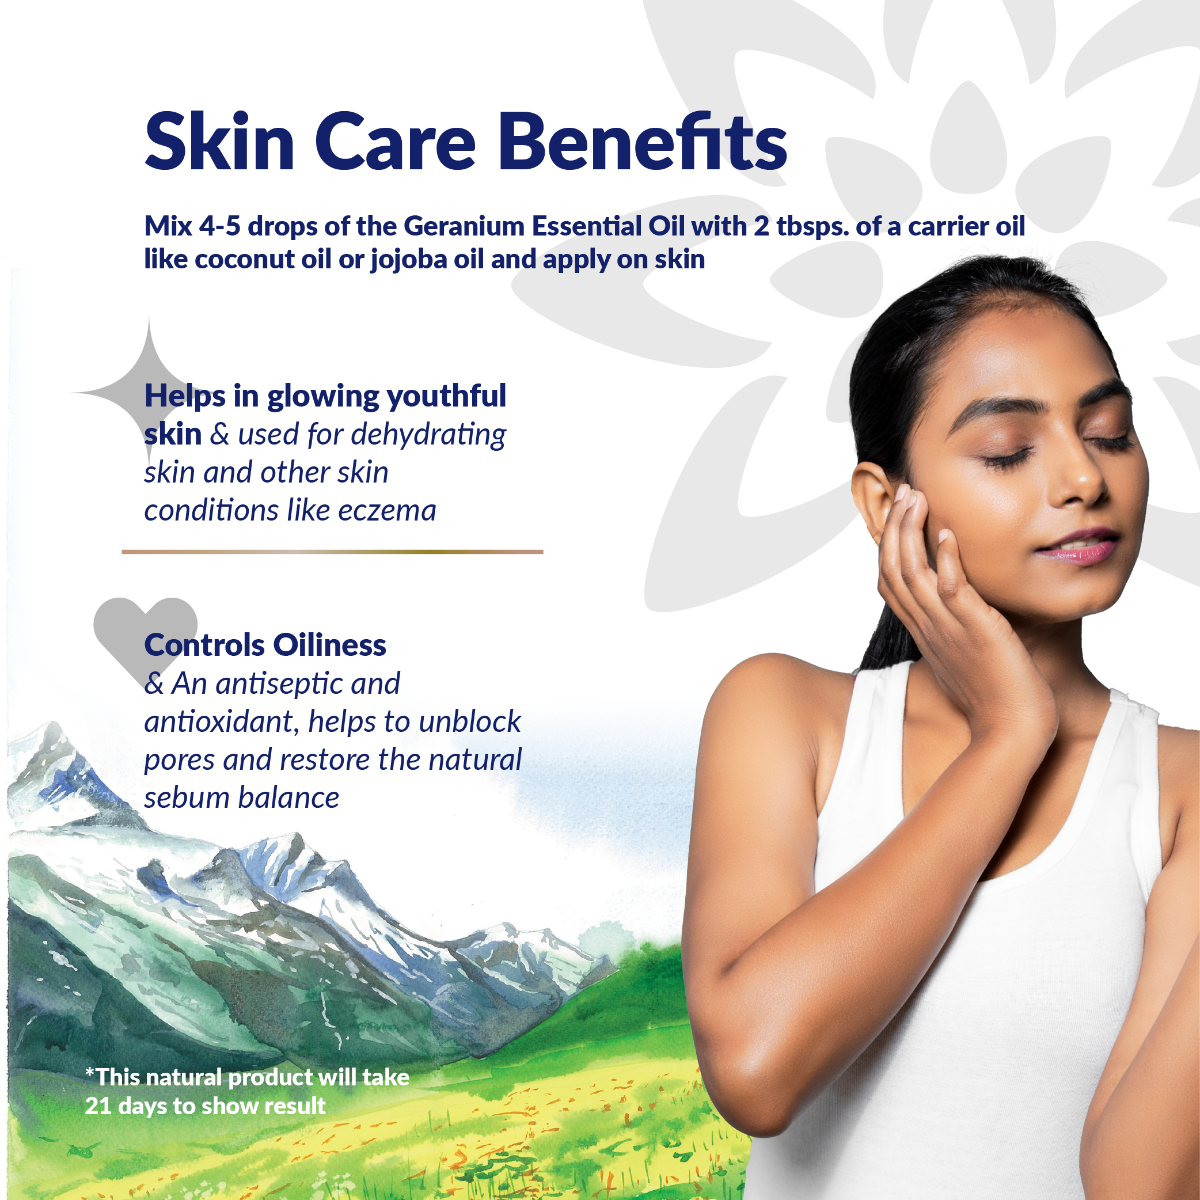 Skin Care Benefits
Mix 4-5 drops of the Geranium Essential Oil with 2 tbsps. of a carrier oil
like coconut oil or jojoba oil and apply on skin
Helps in glowing youthful
skin & used for dehydrating
skin and other skin
conditions like eczema
Controls Oiliness
& An antiseptic and
antioxidant, helps to unblock
pores and restore the natural
sebum balance
*This natural product will take
21 days to show result